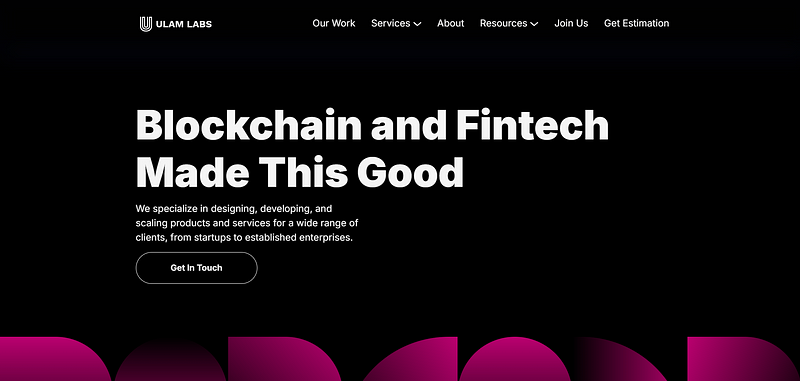 ULAM LABS
Our Work Services About Resources Join Us Get Estimation
Blockchain and Fintech
Made This Good
We specialize in designing, developing, and
scaling products and services for a wide range of
clients, from startups to established enterprises.
Get In Touch